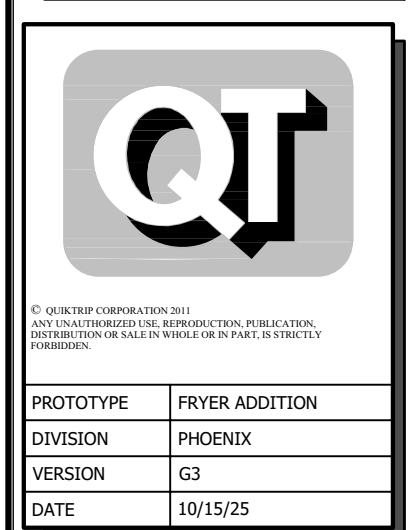 QT
© QUIKTRIP CORPORATION 2011
ANY UNAUTHORIZED USE, REPRODUCTION, PUBLICATION,
DISTRIBUTION OR SALE IN WHOLE OR IN PART, IS STRICTLY
FORBIDDEN.
PROTOTYPE FRYER ADDITION
DIVISION PHOENIX
VERSION G3
DATE 10/15/25